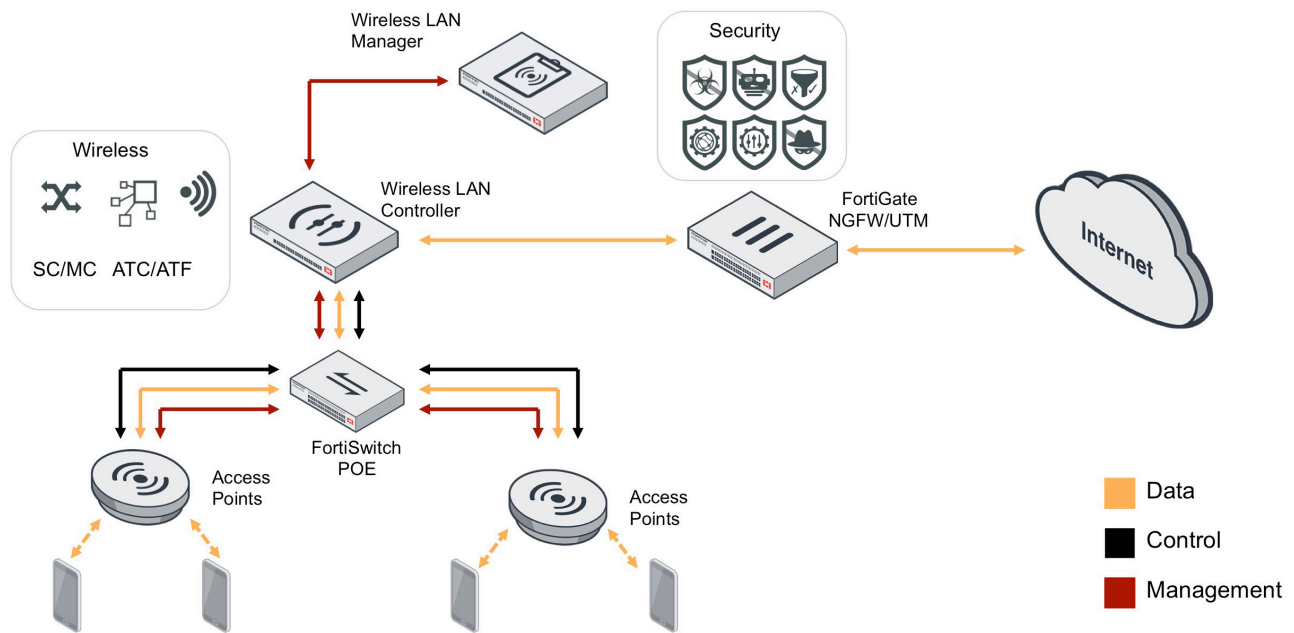 Wireless LAN
Manager
Security
Wireless
SC/MC ATC/ATF
Wireless LAN
Controller
FortiGate
NGFW/UTM
Internet
FortiSwitch
POE
Access
Points
Access
Points
Data
Control
Management